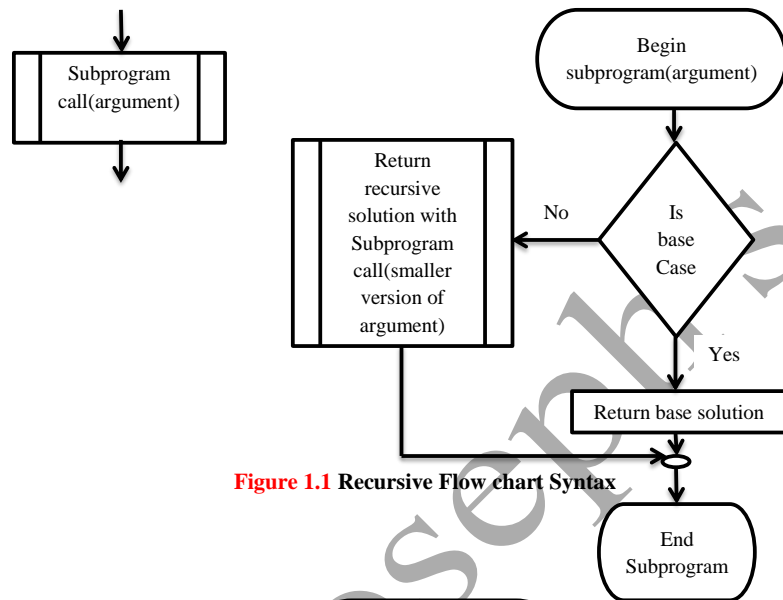 Subprogram
call(argument)
Begin
subprogram(argument)
Return
recursive
solution with
Subprogram
call(smaller
version of
argument)
No
Is
base
Case
Yes
Return base solution
Figure 1.1 Recursive Flow chart Syntax
End
Subprogram